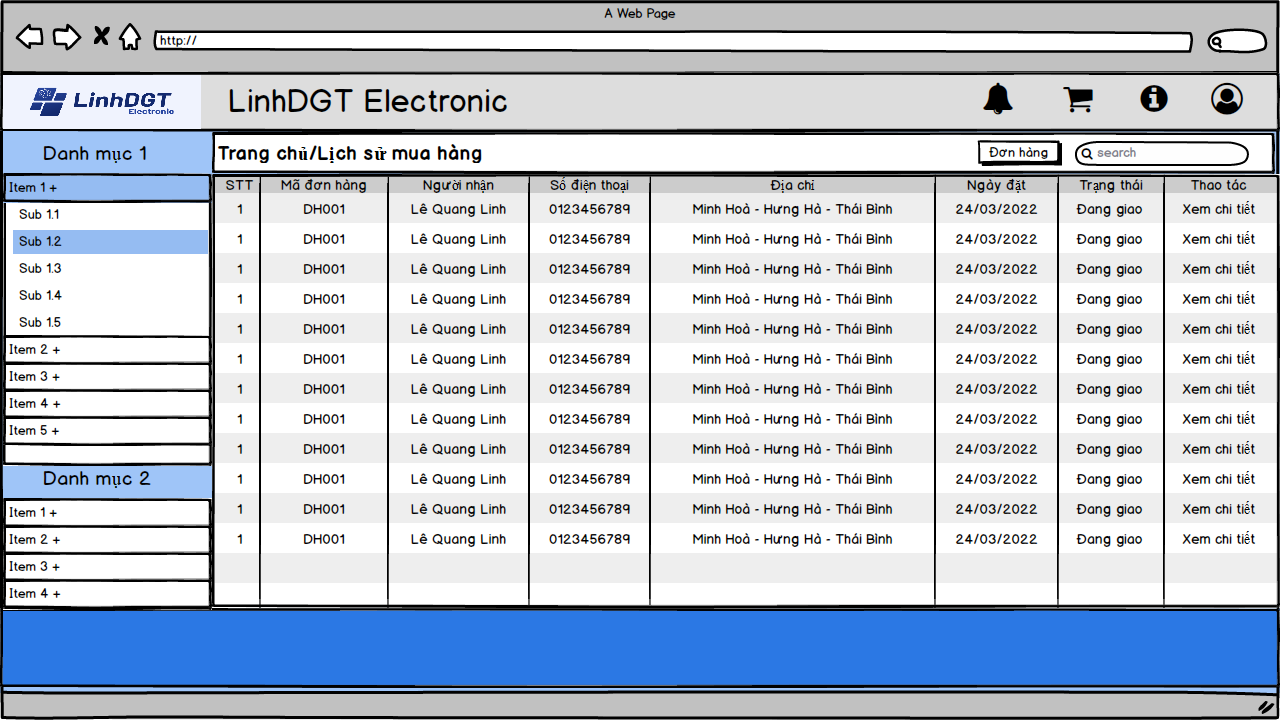 A Web Page
http://
LinhDGT
Electronic
LinhDGT Electronic
Danh mục 1
Item 1 +
Sub 1.1
Sub 1.2
Sub 1.3
Sub 1.4
Sub 1.5
Item 2 +
Item 3 +
Item 4 +
Item 5 +
Danh mục 2
Item 1 +
Item 2 +
Item 3 +
Item 4 +
Trang chủ/Lịch sử mua hàng
Đơn hàng
search
STT Mã đơn hàng Người nhận Số điện thoại Địa chỉ Ngày đặt Trạng thái Thao tác
1 DH001 Lê Quang Linh 0123456789 Minh Hoà - Hưng Hà - Thái Bình 24/03/2022 Đang giao Xem chi tiết
1 DH001 Lê Quang Linh 0123456789 Minh Hoà - Hưng Hà - Thái Bình 24/03/2022 Đang giao Xem chi tiết
1 DH001 Lê Quang Linh 0123456789 Minh Hoà - Hưng Hà - Thái Bình 24/03/2022 Đang giao Xem chi tiết
1 DH001 Lê Quang Linh 0123456789 Minh Hoà - Hưng Hà - Thái Bình 24/03/2022 Đang giao Xem chi tiết
1 DH001 Lê Quang Linh 0123456789 Minh Hoà - Hưng Hà - Thái Bình 24/03/2022 Đang giao Xem chi tiết
1 DH001 Lê Quang Linh 0123456789 Minh Hoà - Hưng Hà - Thái Bình 24/03/2022 Đang giao Xem chi tiết
1 DH001 Lê Quang Linh 0123456789 Minh Hoà - Hưng Hà - Thái Bình 24/03/2022 Đang giao Xem chi tiết
1 DH001 Lê Quang Linh 0123456789 Minh Hoà - Hưng Hà - Thái Bình 24/03/2022 Đang giao Xem chi tiết
1 DH001 Lê Quang Linh 0123456789 Minh Hoà - Hưng Hà - Thái Bình 24/03/2022 Đang giao Xem chi tiết
1 DH001 Lê Quang Linh 0123456789 Minh Hoà - Hưng Hà - Thái Bình 24/03/2022 Đang giao Xem chi tiết
1 DH001 Lê Quang Linh 0123456789 Minh Hoà - Hưng Hà - Thái Bình 24/03/2022 Đang giao Xem chi tiết
1 DH001 Lê Quang Linh 0123456789 Minh Hoà - Hưng Hà - Thái Bình 24/03/2022 Đang giao Xem chi tiết